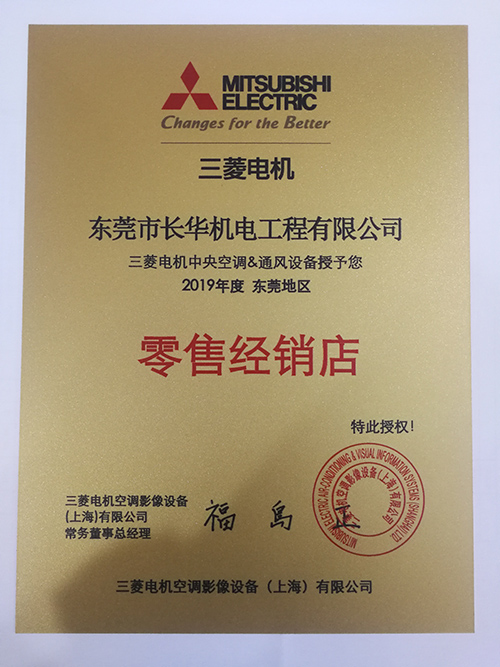 MITSUBISHI
ELECTRIC
Changes for the Better
三菱电机
东莞市长华机电工程有限公司
三菱电机中央空调&通风设备授予您
2019年度 东莞地区
零售经销店
特此授权！
三菱电机空调影像设备
(上海)有限公司
常务董事总经理
福島 正
MITSUBISHI ELECTRIC AIR-CONDITIONING & VISUAL INFORMATION SYSTEMS (SHANGHAI) LTD.
三菱电机空调影像设备(上海)有限公司
三菱电机空调影像设备（上海）有限公司